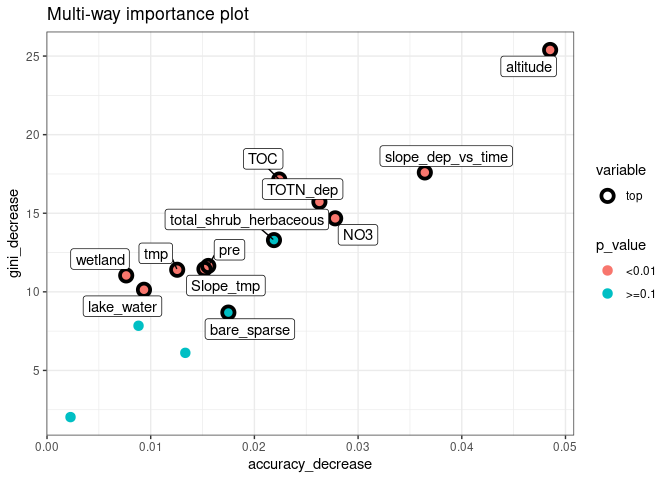 Multi-way importance plot
gini_decrease
25
20
15
10
5
0.00
0.01
0.02
0.03
0.04
0.05
accuracy_decrease
altitude
slope_dep_vs_time
TOC
TOTN_dep
total_shrub_herbaceous
NO3
pre
tmp
wetland
Slope_tmp
lake_water
bare_sparse
variable
top
p_value
<0.01
>=0.1